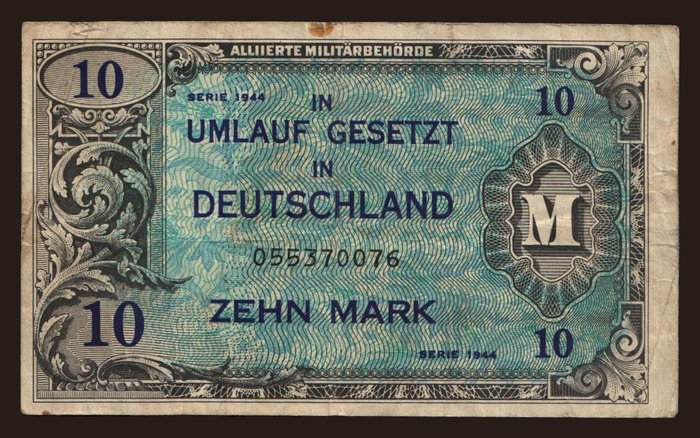 ALLIIERTE MILITÄRBEHÖRDE
10
SERIE 1944 IN 10
UMLAUF GESETZT
IN
DEUTSCHLAND
M
055370076
10 ZEHN MARK
SERIE 1944 10